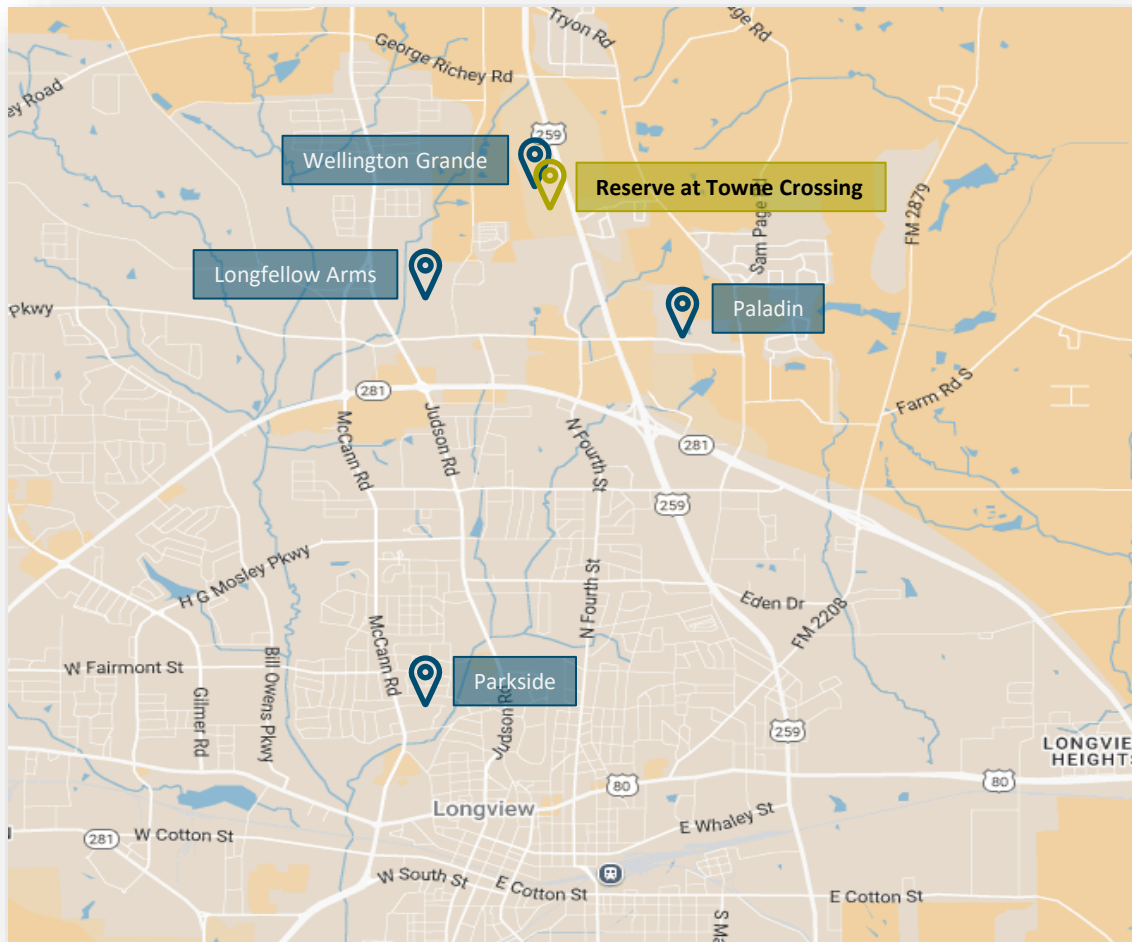 Tryon Rd
George Richey Rd
259
Wellington Grande
Reserve at Towne Crossing
Sam Page
FM 2879
Longfellow Arms
Paladin
Pkwy
281
Farm Rd S
McCann Rd
Judson Rd
N Fourth St
281
259
H G Mosley Pkwy
N Fourth St
Eden Dr
FM 2208
McCann Rd
W Fairmont St
Bill Owens Pkwy
Gilmer Rd
Parkside
Judson Rd
259
LONGVIE
HEIGHTS
80
80
Longview
E Whaley St
281
W Cotton St
W South St
E Cotton St
E Cotton St